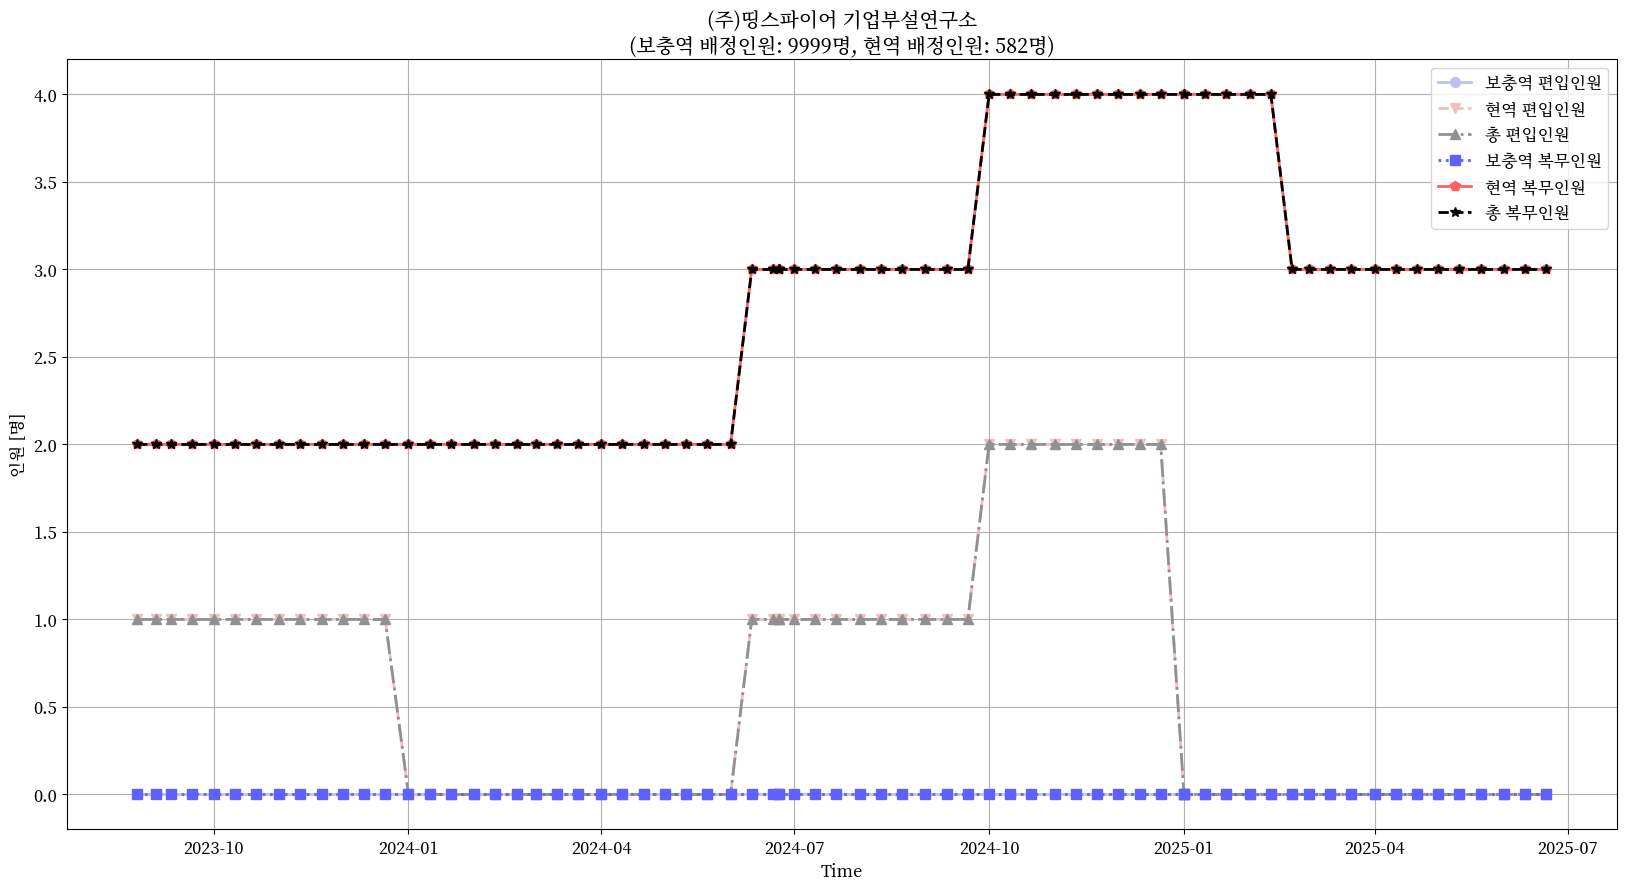 (주)띵스파이어 기업부설연구소
(보충역 배정인원: 9999명, 현역 배정인원: 582명)
보충역 편입인원
현역 편입인원
총 편입인원
보충역 복무인원
현역 복무인원
총 복무인원
4.0
3.5
3.0
2.5
2.0
1.5
1.0
0.5
0.0
인원 [명]
2023-10 2024-01 2024-04 2024-07 2024-10 2025-01 2025-04 2025-07
Time